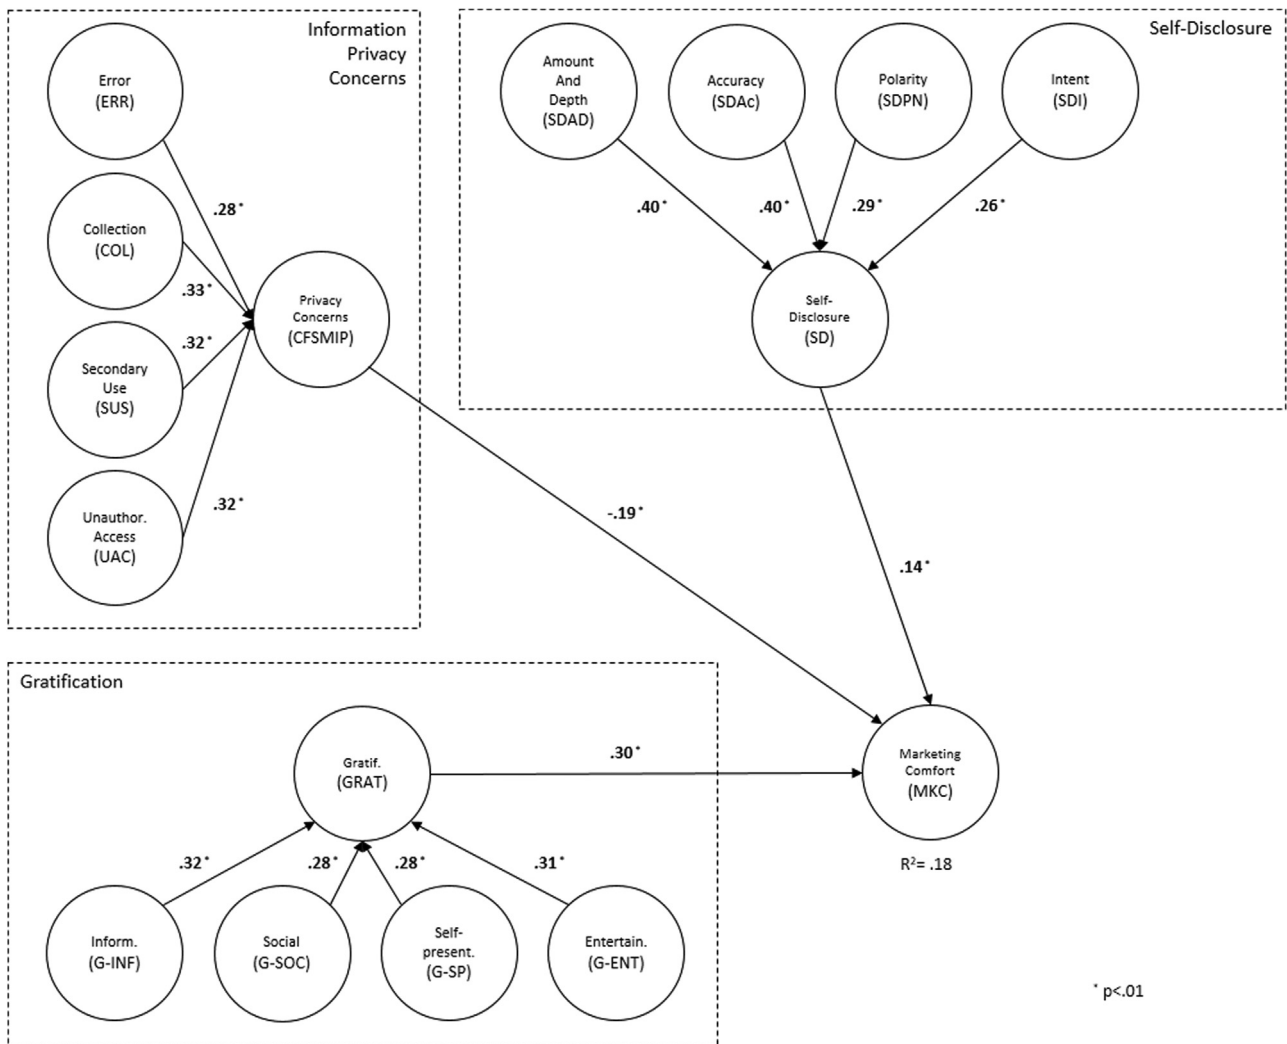 Information
Privacy
Concerns
Error
(ERR)
Collection
(COL)
Secondary
Use
(SUS)
Unauthor.
Access
(UAC)
.28*
.33*
.32*
.32*
Privacy
Concerns
(CFSMIP)
Self-Disclosure
Amount
And
Depth
(SDAD)
Accuracy
(SDAc)
Polarity
(SDPN)
Intent
(SDI)
.40*
.40*
.29*
.26*
Self-
Disclosure
(SD)
-.19*
.14*
Gratification
Gratif.
(GRAT)
.30*
Marketing
Comfort
(MKC)
R²= .18
.32*
.28*
.28*
.31*
Inform.
(G-INF)
Social
(G-SOC)
Self-
present.
(G-SP)
Entertain.
(G-ENT)
* p<.01